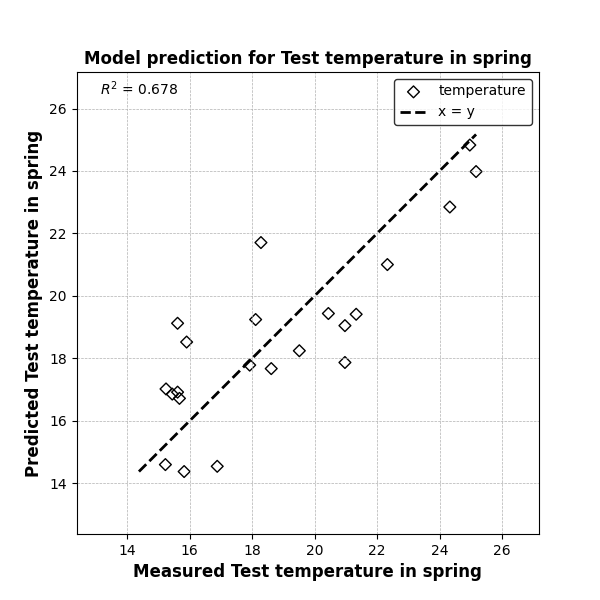 Model prediction for Test temperature in spring
R² = 0.678
temperature
x = y
26
24
22
20
18
16
14
Predicted Test temperature in spring
14 16 18 20 22 24 26
Measured Test temperature in spring